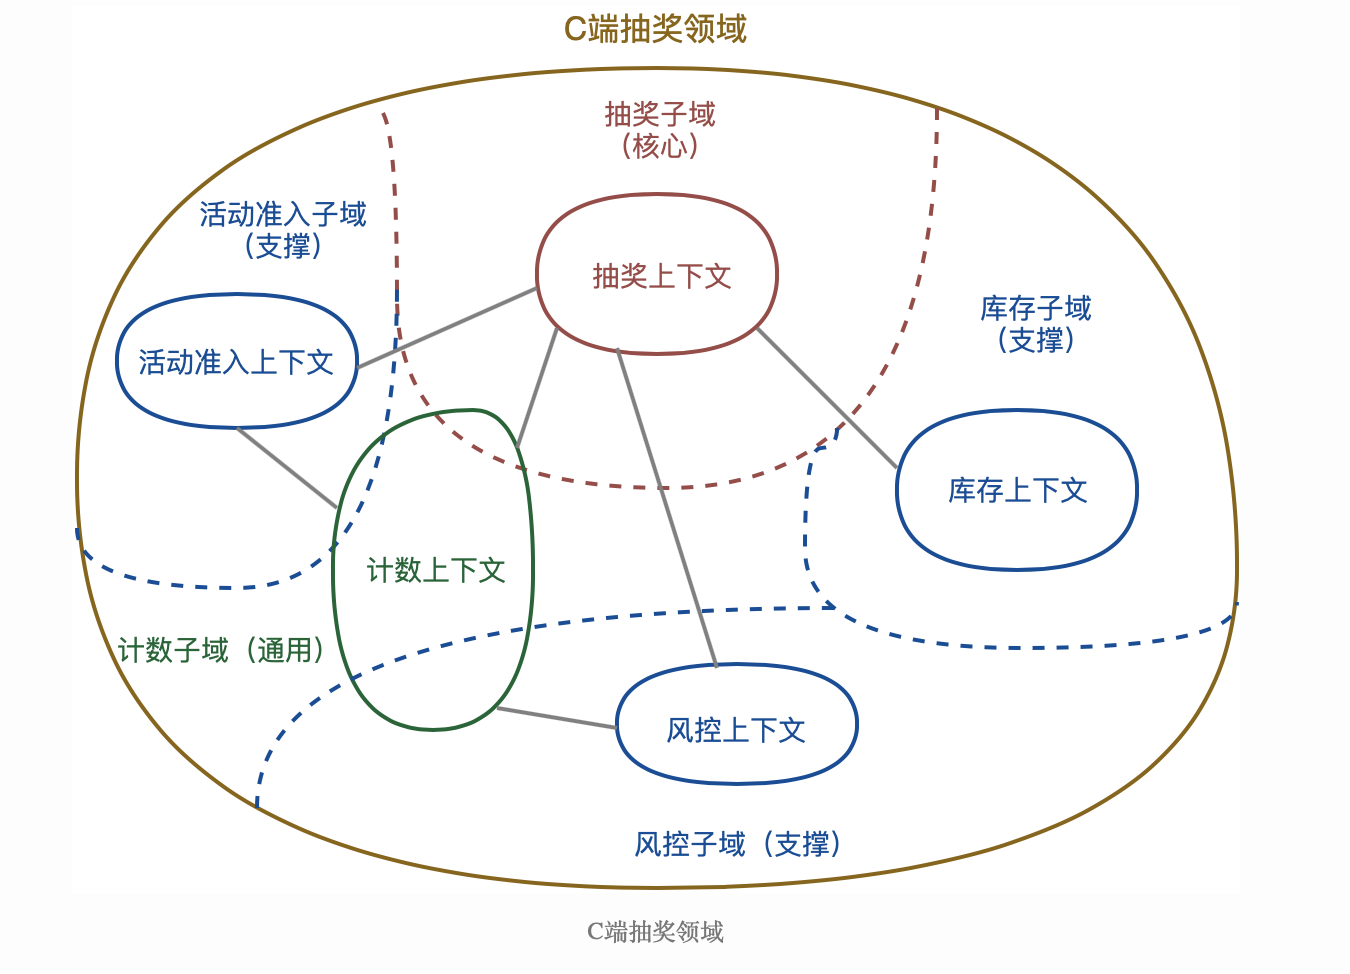 C端抽奖领域
抽奖子域
(核心)
活动准入子域
(支撑)
抽奖上下文
库存子域
(支撑)
活动准入上下文
库存上下文
计数上下文
计数子域（通用）
风控上下文
风控子域（支撑）
C端抽奖领域